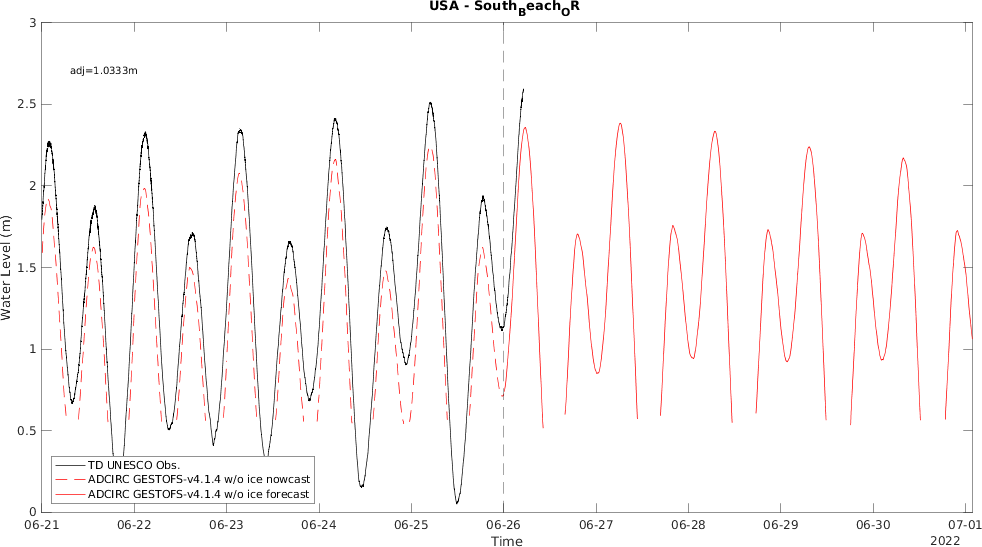 USA - South_Beach_OR
adj=1.0333m
3
2.5
2
1.5
1
0.5
0
Water Level (m)
TD UNESCO Obs.
ADCIRC GESTOFS-v4.1.4 w/o ice nowcast
ADCIRC GESTOFS-v4.1.4 w/o ice forecast
06-21 06-22 06-23 06-24 06-25 06-26 06-27 06-28 06-29 06-30 07-01
Time
2022